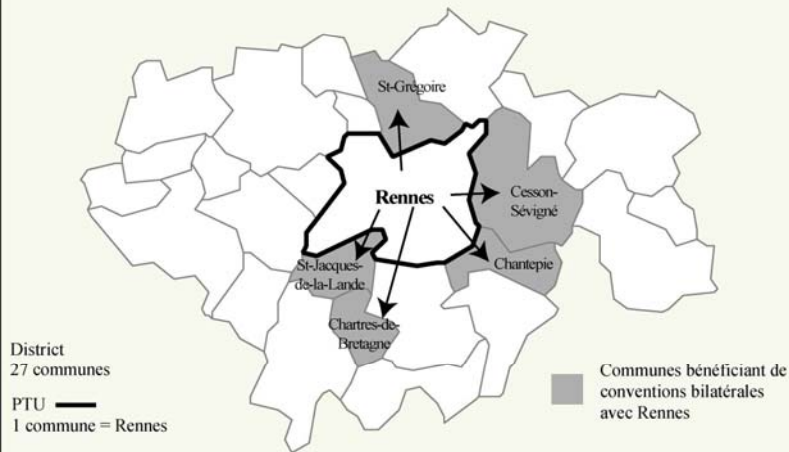 St-Grégoire
Rennes
Cesson-
Sévigné
St-Jacques-
de-la-Lande
Chantepie
Chartres-de-
Bretagne
District
27 communes
PTU
1 commune = Rennes
Communes bénéficiant de
conventions bilatérales
avec Rennes